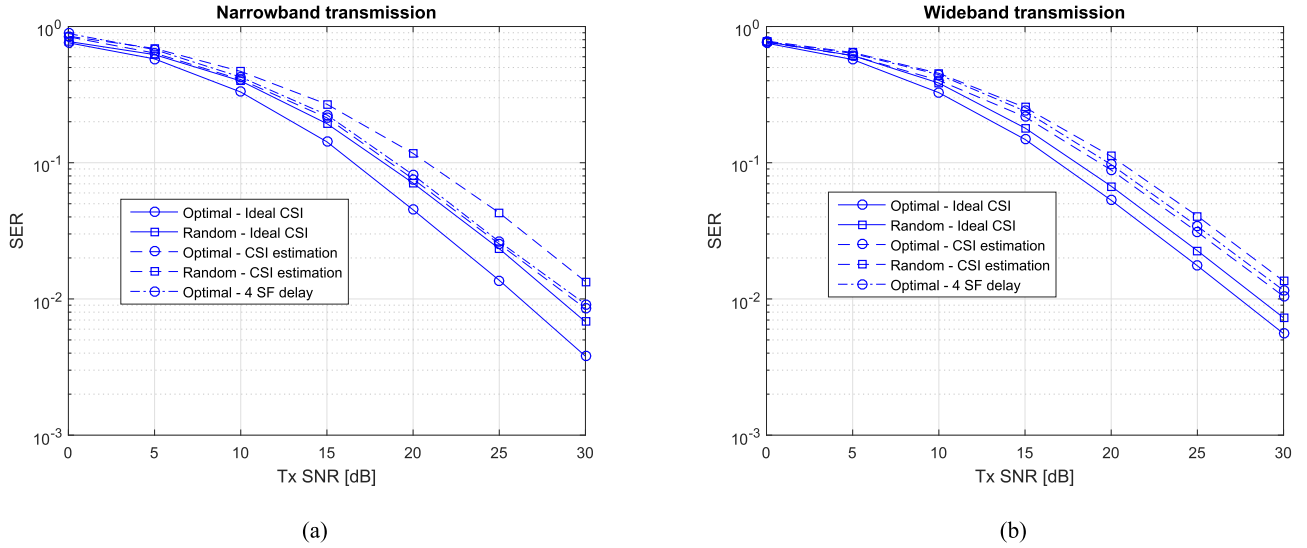 Narrowband transmission
10^0
10^-1
10^-2
10^-3
SER
Optimal - Ideal CSI
Random - Ideal CSI
Optimal - CSI estimation
Random - CSI estimation
Optimal - 4 SF delay
0 5 10 15 20 25 30
Tx SNR [dB]
(a)
Wideband transmission
10^0
10^-1
10^-2
10^-3
SER
Optimal - Ideal CSI
Random - Ideal CSI
Optimal - CSI estimation
Random - CSI estimation
Optimal - 4 SF delay
0 5 10 15 20 25 30
Tx SNR [dB]
(b)